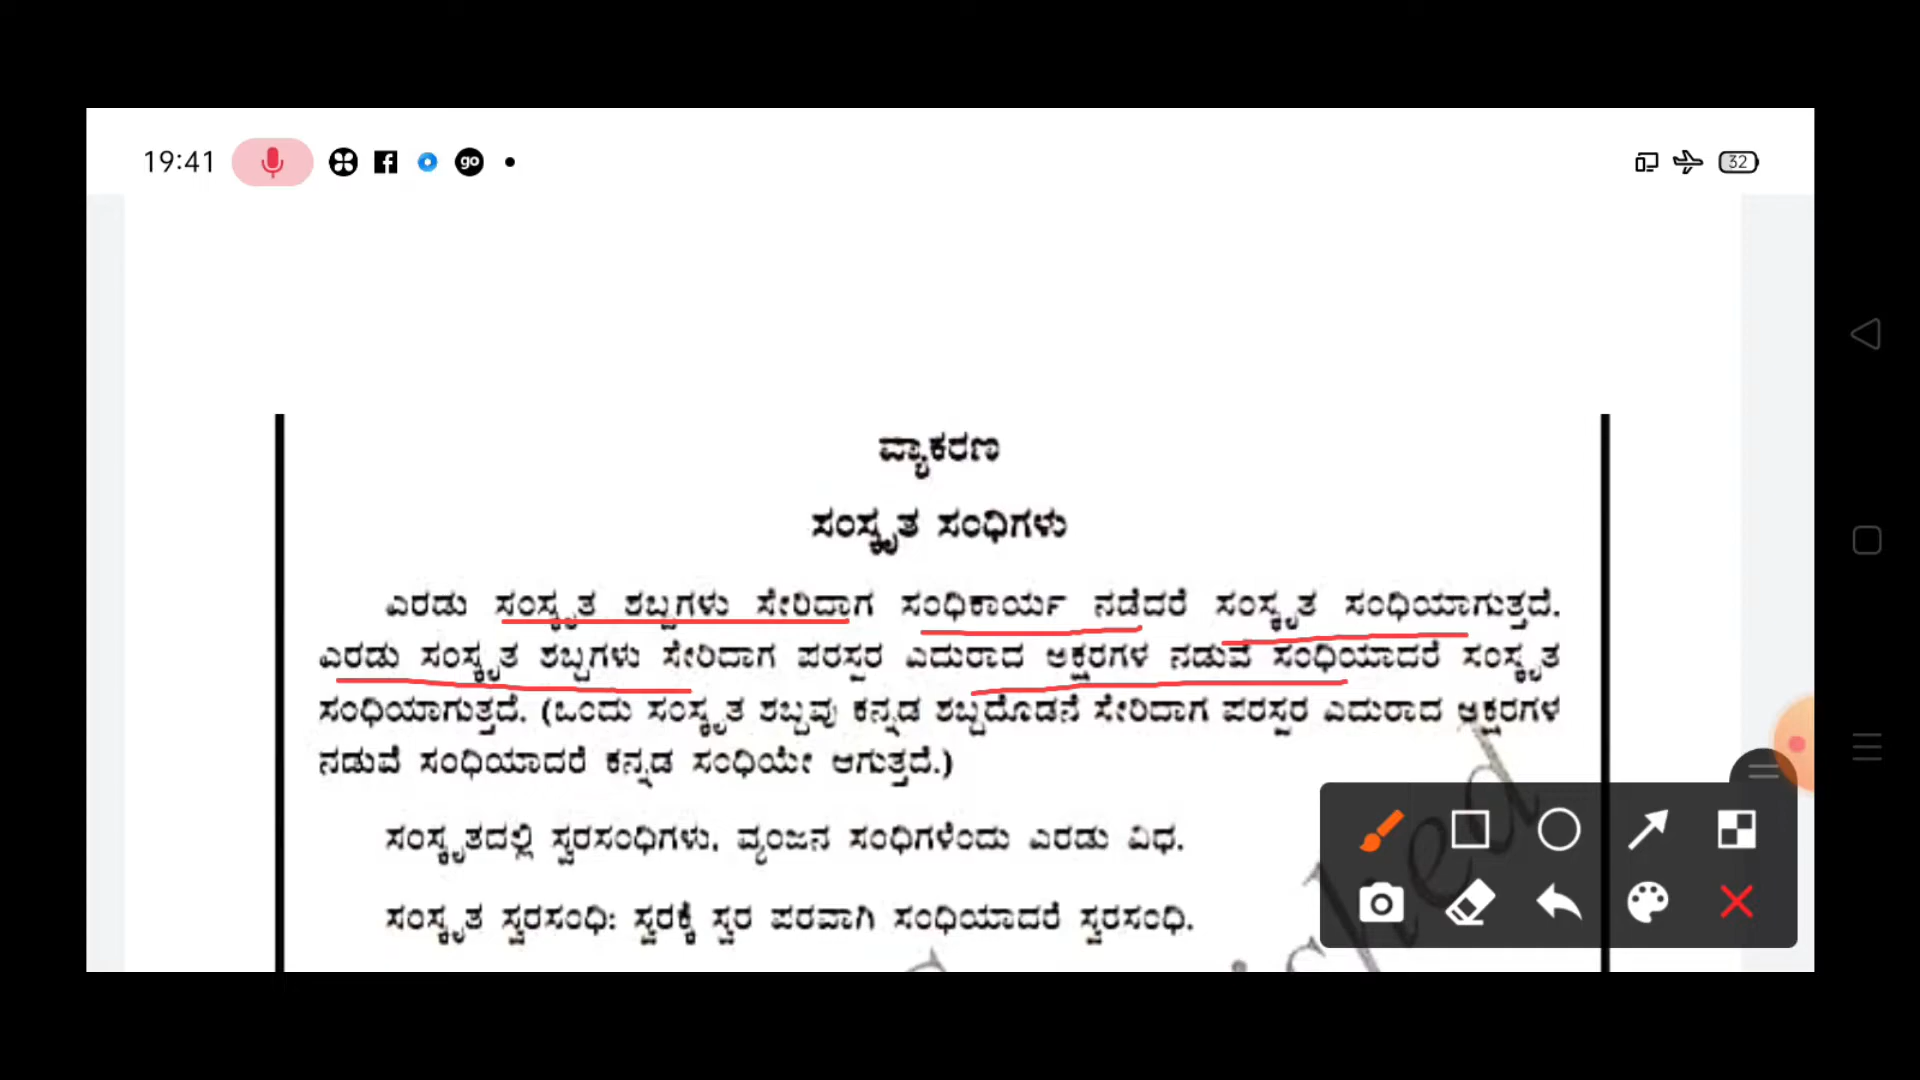 19:41
go
32
ವ್ಯಾಕರಣ
ಸಂಸ್ಕೃತ ಸಂಧಿಗಳು
ಎರಡು ಸಂಸ್ಕೃತ ಶಬ್ದಗಳು ಸೇರಿದಾಗ ಸಂಧಿಕಾರ್ಯ ನಡೆದರೆ ಸಂಸ್ಕೃತ ಸಂಧಿಯಾಗುತ್ತದೆ.
ಎರಡು ಸಂಸ್ಕೃತ ಶಬ್ದಗಳು ಸೇರಿದಾಗ ಪರಸ್ಪರ ಎದುರಾದ ಅಕ್ಷರಗಳ ನಡುವೆ ಸಂಧಿಯಾದರೆ ಸಂಸ್ಕೃತ
ಸಂಧಿಯಾಗುತ್ತದೆ. (ಒಂದು ಸಂಸ್ಕೃತ ಶಬ್ದವು ಕನ್ನಡ ಶಬ್ದದೊಡನೆ ಸೇರಿದಾಗ ಪರಸ್ಪರ ಎದುರಾದ ಅಕ್ಷರಗಳ
ನಡುವೆ ಸಂಧಿಯಾದರೆ ಕನ್ನಡ ಸಂಧಿಯೇ ಆಗುತ್ತದೆ.)
ಸಂಸ್ಕೃತದಲ್ಲಿ ಸ್ವರಸಂಧಿಗಳು, ವ್ಯಂಜನ ಸಂಧಿಗಳೆಂದು ಎರಡು ವಿಧ.
ಸಂಸ್ಕೃತ ಸ್ವರಸಂಧಿ: ಸ್ವರಕ್ಕೆ ಸ್ವರ ಪರವಾಗಿ ಸಂಧಿಯಾದರೆ ಸ್ವರಸಂಧಿ.